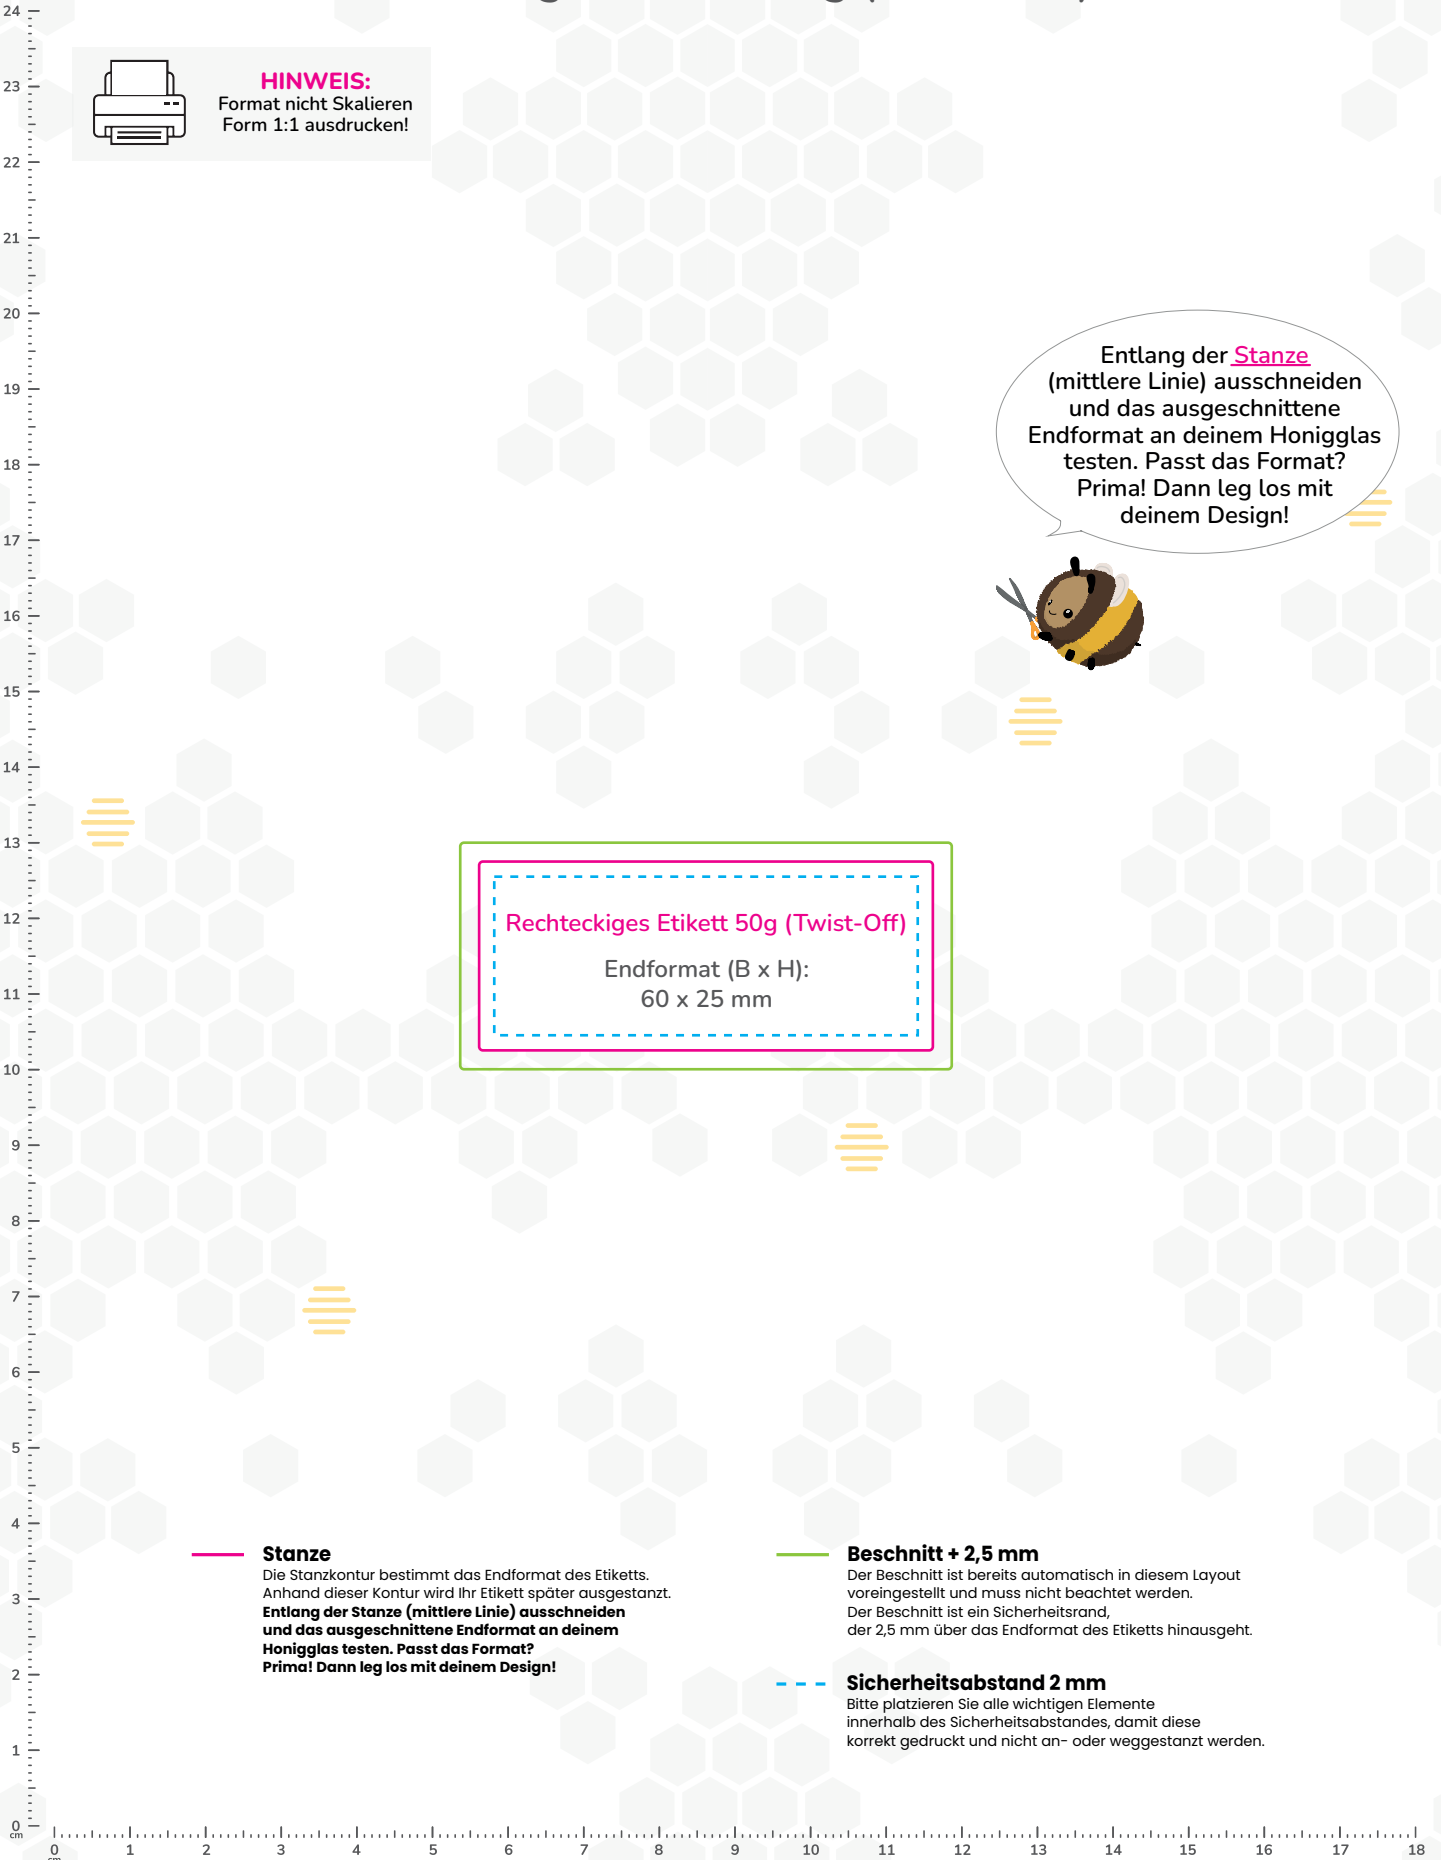 HINWEIS:
Format nicht Skalieren
Form 1:1 ausdrucken!
Entlang der Stanze
(mittlere Linie) ausschneiden
und das ausgeschnittene
Endformat an deinem Honigglas
testen. Passt das Format?
Prima! Dann leg los mit
deinem Design!
Rechteckiges Etikett 50g (Twist-Off)
Endformat (B x H):
60 x 25 mm
Stanze
Die Stanzkontur bestimmt das Endformat des Etiketts.
Anhand dieser Kontur wird Ihr Etikett später ausgestanzt.
Entlang der Stanze (mittlere Linie) ausschneiden
und das ausgeschnittene Endformat an deinem
Honigglas testen. Passt das Format?
Prima! Dann leg los mit deinem Design!
Beschnitt + 2,5 mm
Der Beschnitt ist bereits automatisch in diesem Layout
voreingestellt und muss nicht beachtet werden.
Der Beschnitt ist ein Sicherheitsrand,
der 2,5 mm über das Endformat des Etiketts hinausgeht.
Sicherheitsabstand 2 mm
Bitte platzieren Sie alle wichtigen Elemente
innerhalb des Sicherheitsabstandes, damit diese
korrekt gedruckt und nicht an- oder weggestanzt werden.
24
23
22
21
20
19
18
17
16
15
14
13
12
11
10
9
8
7
6
5
4
3
2
1
0
cm
0 1 2 3 4 5 6 7 8 9 10 11 12 13 14 15 16 17 18
cm